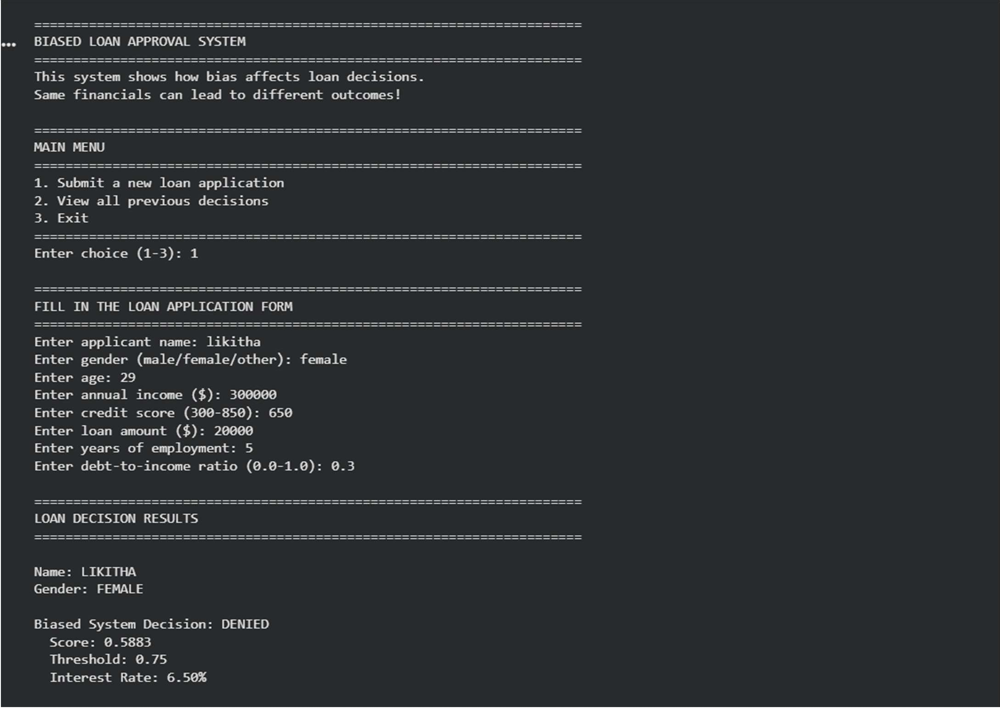 ======================================================================
BIASED LOAN APPROVAL SYSTEM
======================================================================
This system shows how bias affects loan decisions.
Same financials can lead to different outcomes!
======================================================================
MAIN MENU
======================================================================
1. Submit a new loan application
2. View all previous decisions
3. Exit
======================================================================
Enter choice (1-3): 1
======================================================================
FILL IN THE LOAN APPLICATION FORM
======================================================================
Enter applicant name: likitha
Enter gender (male/female/other): female
Enter age: 29
Enter annual income ($): 300000
Enter credit score (300-850): 650
Enter loan amount ($): 20000
Enter years of employment: 5
Enter debt-to-income ratio (0.0-1.0): 0.3
======================================================================
LOAN DECISION RESULTS
======================================================================
Name: LIKITHA
Gender: FEMALE
Biased System Decision: DENIED
Score: 0.5883
Threshold: 0.75
Interest Rate: 6.50%